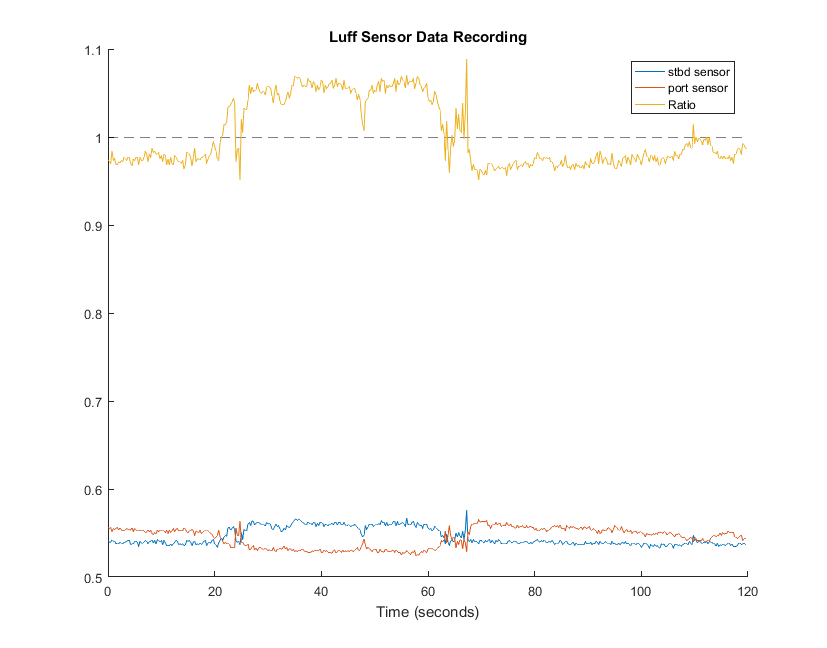 Luff Sensor Data Recording
stbd sensor
port sensor
Ratio
1.1
1
0.9
0.8
0.7
0.6
0.5
0 20 40 60 80 100 120
Time (seconds)